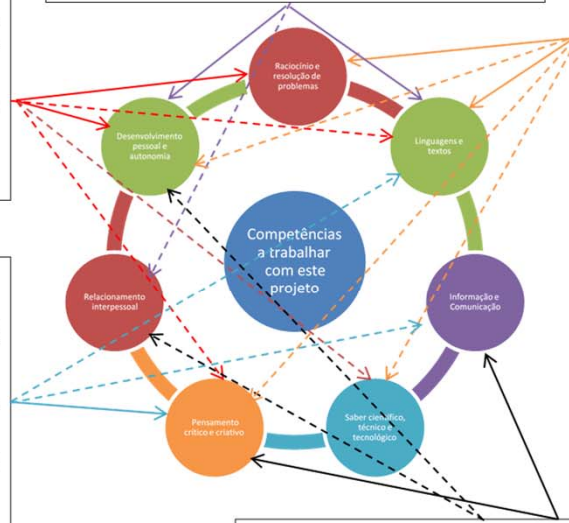 Raciocínio e
resolução de
problemas
Desenvolvimento
pessoal e
autonomia
Linguagens e
textos
Competências
a trabalhar
com este
projeto
Relacionamento
interpessoal
Informação e
Comunicação
Pensamento
crítico e criativo
Saber científico,
técnico e
tecnológico